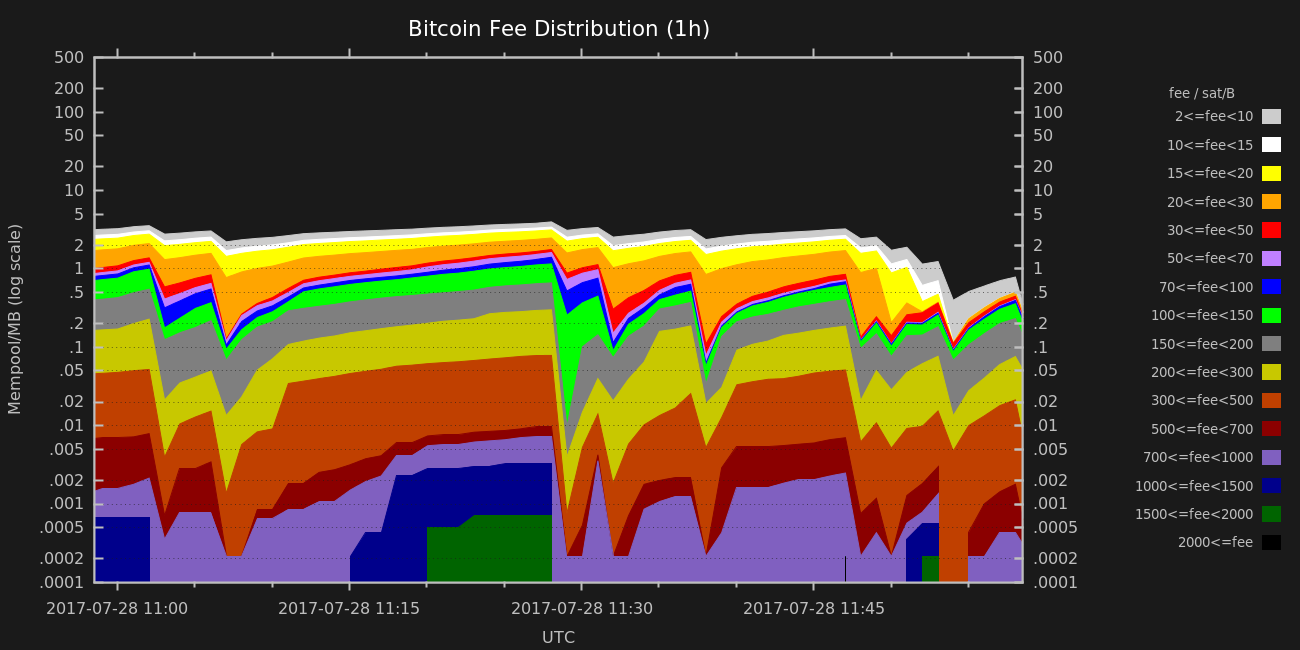 Bitcoin Fee Distribution (1h)
500 500
200 200
100 100
50 50
20 20
10 10
5 5
2 2
1 1
.5 .5
.2 .2
.1 .1
.05 .05
.02 .02
.01 .01
.005 .005
.002 .002
.001 .001
.0005 .0005
.0002 .0002
.0001 .0001
Mempool/MB (log scale)
2017-07-28 11:00 2017-07-28 11:15 2017-07-28 11:30 2017-07-28 11:45
UTC
fee / sat/B
2<=fee<10
10<=fee<15
15<=fee<20
20<=fee<30
30<=fee<50
50<=fee<70
70<=fee<100
100<=fee<150
150<=fee<200
200<=fee<300
300<=fee<500
500<=fee<700
700<=fee<1000
1000<=fee<1500
1500<=fee<2000
2000<=fee